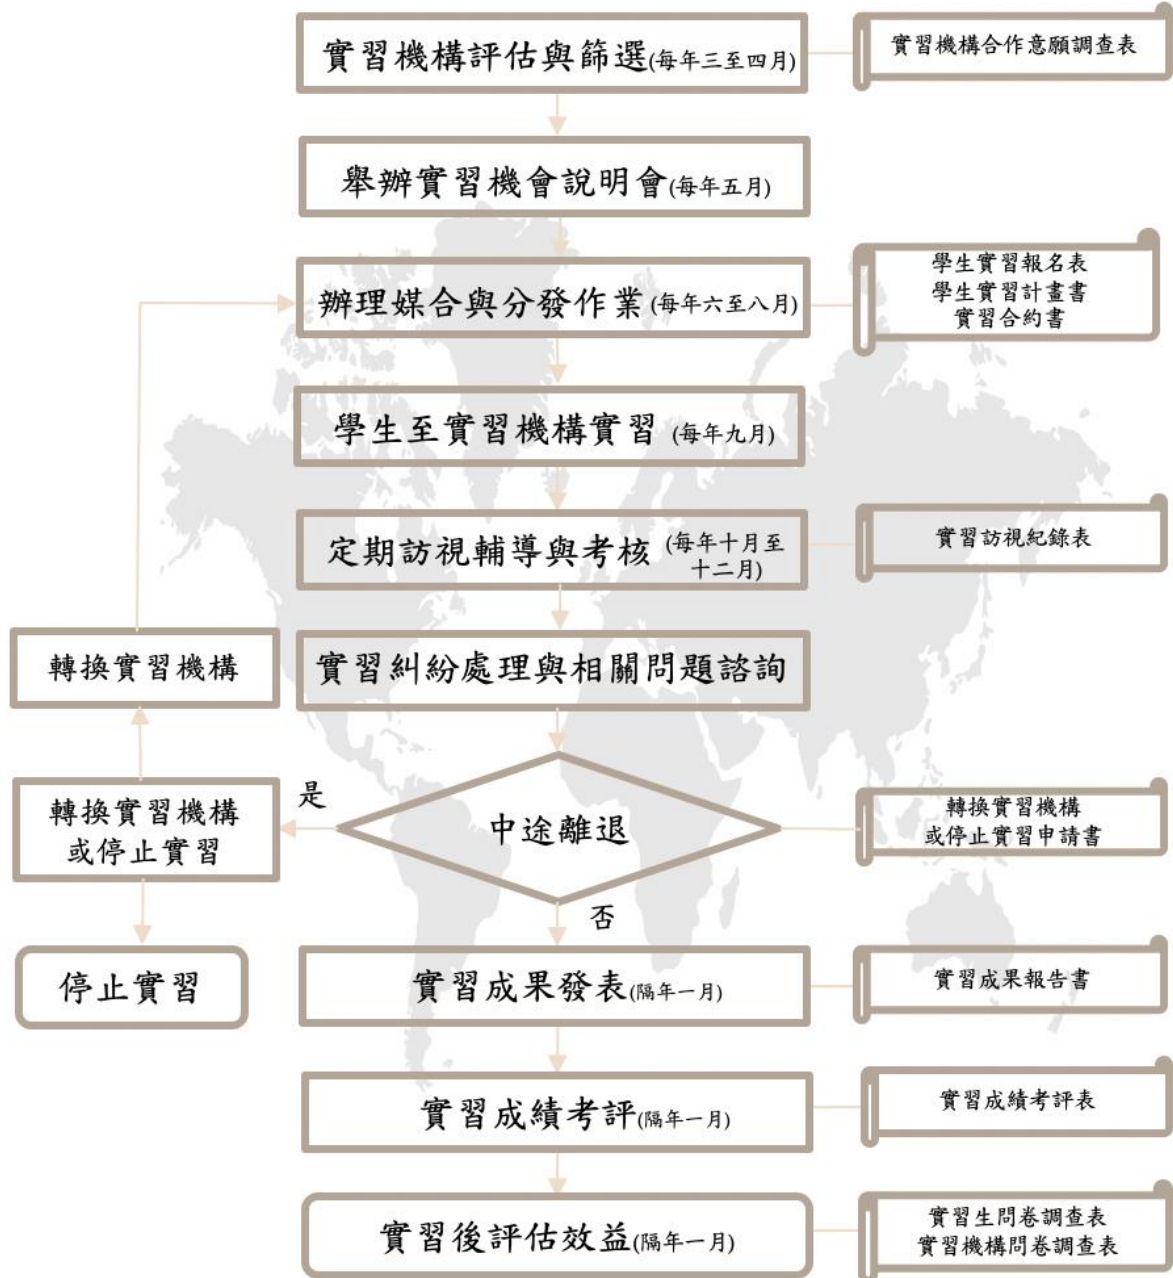 實習機構評估與篩選(每年三至四月)
實習機構合作意願調查表
舉辦實習機會說明會(每年五月)
辦理媒合與分發作業(每年六至八月)
學生實習報名表
學生實習計畫書
實習合約書
學生至實習機構實習 (每年九月)
定期訪視輔導與考核 (每年十月至
十二月)
實習訪視紀錄表
實習糾紛處理與相關問題諮詢
轉換實習機構
中途離退
是
轉換實習機構
或停止實習
轉換實習機構
或停止實習申請書
停止實習
否
實習成果發表(隔年一月)
實習成果報告書
實習成績考評(隔年一月)
實習成績考評表
實習後評估效益(隔年一月)
實習生問卷調查表
實習機構問卷調查表